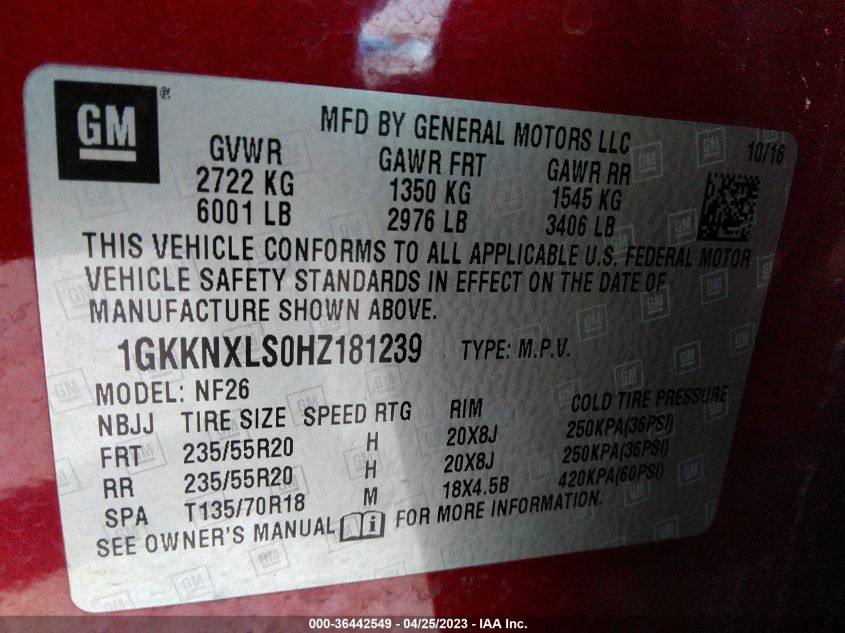 GM
MFD BY GENERAL MOTORS LLC
10/16
GVWR GAWR FRT GAWR RR
2722 KG 1350 KG 1545 KG
6001 LB 2976 LB 3406 LB
THIS VEHICLE CONFORMS TO ALL APPLICABLE U.S. FEDERAL MOTOR
VEHICLE SAFETY STANDARDS IN EFFECT ON THE DATE OF
MANUFACTURE SHOWN ABOVE.
1GKKNXLS0HZ181239 TYPE: M.P.V.
MODEL: NF26
NBJJ TIRE SIZE SPEED RTG RIM COLD TIRE PRESSURE
FRT 235/55R20 H 20X8J 250KPA(36PSI)
RR 235/55R20 H 20X8J 250KPA(36PSI)
SPA T135/70R18 M 18X4.5B 420KPA(60PSI)
SEE OWNER'S MANUAL FOR MORE INFORMATION.
000-36442549 - 04/25/2023 - IAA Inc.